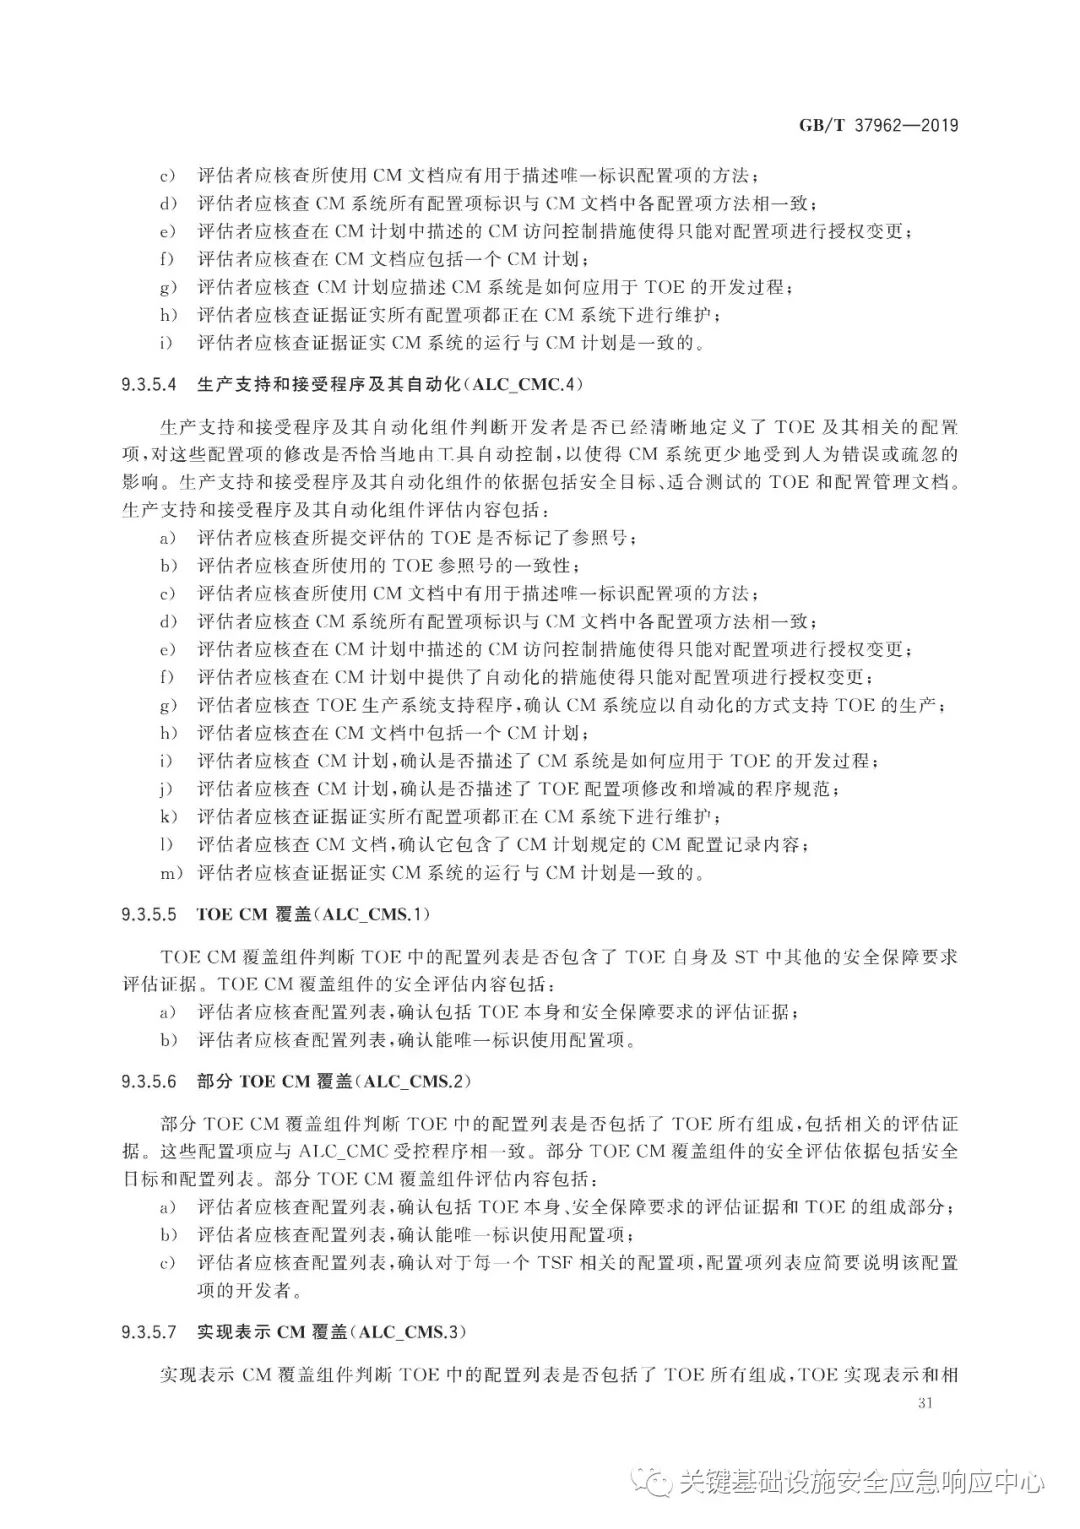 GB/T 37962—2019
c) 评估者应核查所使用 CM 文档应有用于描述唯一标识配置项的方法;
d) 评估者应核查 CM 系统所有配置项标识与 CM 文档中各配置项方法相一致;
e) 评估者应核查在 CM 计划中描述的 CM 访问控制措施使得只能对配置项进行授权变更;
f) 评估者应核查在 CM 文档应包括一个 CM 计划;
g) 评估者应核查 CM 计划应描述 CM 系统是如何应用于 TOE 的开发过程;
h) 评估者应核查证据证实所有配置项都正在 CM 系统下进行维护;
i) 评估者应核查证据证实 CM 系统的运行与 CM 计划是一致的。
9.3.5.4 生产支持和接受程序及其自动化(ALC_CMC.4)
生产支持和接受程序及其自动化组件判断开发者是否已经清晰地定义了 TOE 及其相关的配置
项,对这些配置项的修改是否恰当地由工具自动控制,以使得 CM 系统更少地受到人为错误或疏忽的
影响。生产支持和接受程序及其自动化组件的依据包括安全目标、适合测试的 TOE 和配置管理文档。
生产支持和接受程序及其自动化组件评估内容包括:
a) 评估者应核查所提交评估的 TOE 是否标记了参照号;
b) 评估者应核查所使用的 TOE 参照号的一致性;
c) 评估者应核查所使用 CM 文档中有用于描述唯一标识配置项的方法;
d) 评估者应核查 CM 系统所有配置项标识与 CM 文档中各配置项方法相一致;
e) 评估者应核查在 CM 计划中描述的 CM 访问控制措施使得只能对配置项进行授权变更;
f) 评估者应核查在 CM 计划中提供了自动化的措施使得只能对配置项进行授权变更;
g) 评估者应核查 TOE 生产系统支持程序,确认 CM 系统应以自动化的方式支持 TOE 的生产;
h) 评估者应核查在 CM 文档中包括一个 CM 计划;
i) 评估者应核查 CM 计划,确认是否描述了 CM 系统是如何应用于 TOE 的开发过程;
j) 评估者应核查 CM 计划,确认是否描述了 TOE 配置项修改和增减的程序规范;
k) 评估者应核查证据证实所有配置项都正在 CM 系统下进行维护;
l) 评估者应核查 CM 文档,确认它包含了 CM 计划规定的 CM 配置记录内容;
m) 评估者应核查证据证实 CM 系统的运行与 CM 计划是一致的。
9.3.5.5 TOE CM 覆盖(ALC_CMS.1)
TOE CM 覆盖组件判断 TOE 中的配置列表是否包含了 TOE 自身及 ST 中其他的安全保障要求
评估证据。TOE CM 覆盖组件的安全评估内容包括:
a) 评估者应核查配置列表,确认包括 TOE 本身和安全保障要求的评估证据;
b) 评估者应核查配置列表,确认能唯一标识使用配置项。
9.3.5.6 部分 TOE CM 覆盖(ALC_CMS.2)
部分 TOE CM 覆盖组件判断 TOE 中的配置列表是否包括了 TOE 所有组成,包括相关的评估证
据。这些配置项应与 ALC_CMC 受控程序相一致。部分 TOE CM 覆盖组件的安全评估依据包括安全
目标和配置列表。部分 TOE CM 覆盖组件评估内容包括:
a) 评估者应核查配置列表,确认包括 TOE 本身、安全保障要求的评估证据和 TOE 的组成部分;
b) 评估者应核查配置列表,确认能唯一标识使用配置项;
c) 评估者应核查配置列表,确认对于每一个 TSF 相关的配置项,配置项列表应简要说明该配置
项的开发者。
9.3.5.7 实现表示 CM 覆盖(ALC_CMS.3)
实现表示 CM 覆盖组件判断 TOE 中的配置列表是否包括了 TOE 所有组成,TOE 实现表示和相
31
关键基础设施安全应急响应中心